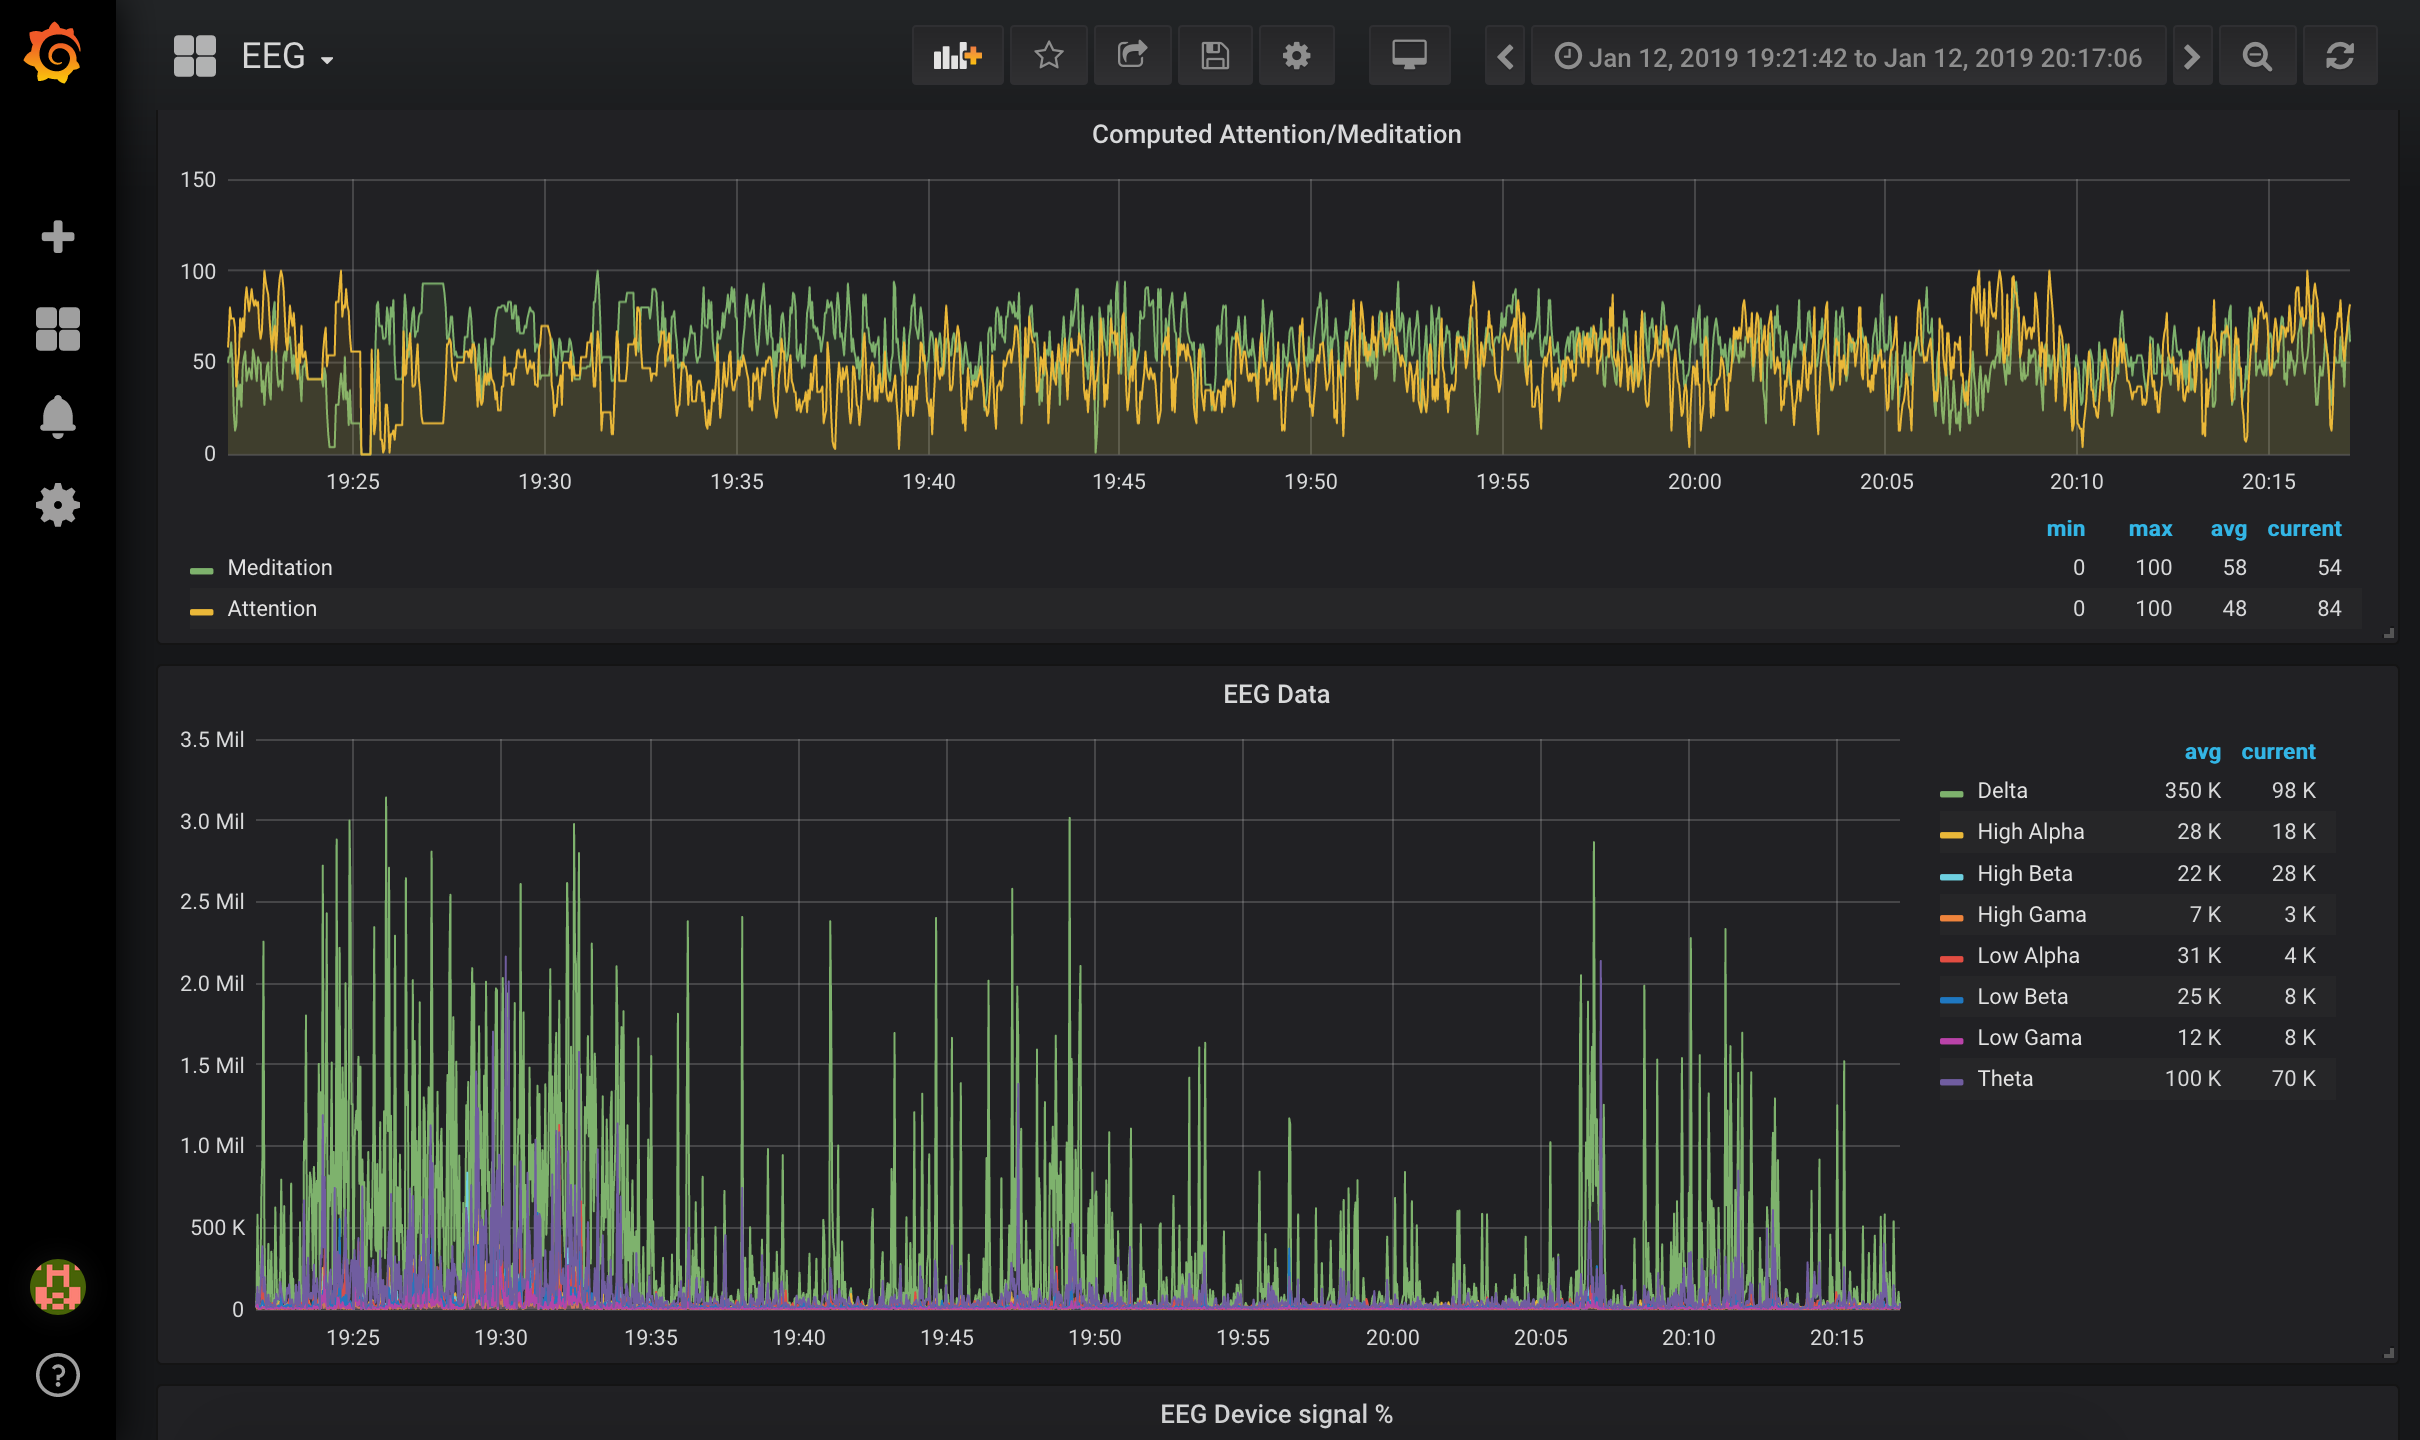 EEG
Jan 12, 2019 19:21:42 to Jan 12, 2019 20:17:06
Computed Attention/Meditation
150
100
50
0
19:25 19:30 19:35 19:40 19:45 19:50 19:55 20:00 20:05 20:10 20:15
min max avg current
Meditation 0 100 58 54
Attention 0 100 48 84
EEG Data
3.5 Mil
3.0 Mil
2.5 Mil
2.0 Mil
1.5 Mil
1.0 Mil
500 K
0
19:25 19:30 19:35 19:40 19:45 19:50 19:55 20:00 20:05 20:10 20:15
avg current
Delta 350 K 98 K
High Alpha 28 K 18 K
High Beta 22 K 28 K
High Gama 7 K 3 K
Low Alpha 31 K 4 K
Low Beta 25 K 8 K
Low Gama 12 K 8 K
Theta 100 K 70 K
?
EEG Device signal %